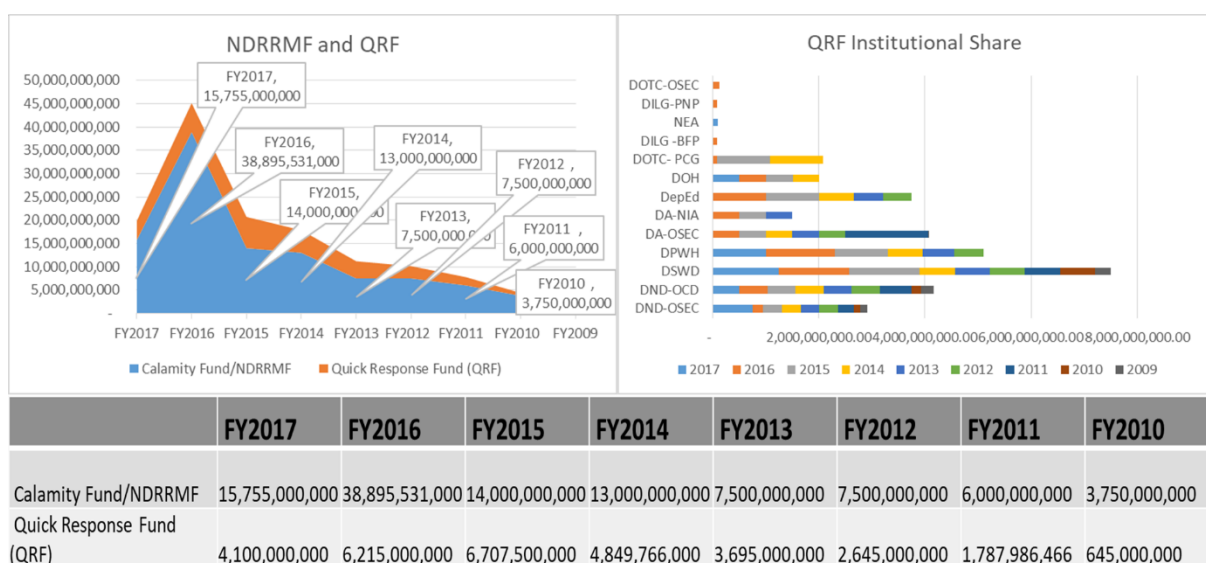 NDRRMF and QRF
50,000,000,000
45,000,000,000
40,000,000,000
35,000,000,000
30,000,000,000
25,000,000,000
20,000,000,000
15,000,000,000
10,000,000,000
5,000,000,000
-
FY2017,
15,755,000,000
FY2016,
38,895,531,000
FY2015,
14,000,000,000
FY2014,
13,000,000,000
FY2013,
7,500,000,000
FY2012 ,
7,500,000,000
FY2011 ,
6,000,000,000
FY2010 ,
3,750,000,000
FY2017 FY2016 FY2015 FY2014 FY2013 FY2012 FY2011 FY2010 FY2009
Calamity Fund/NDRRMF Quick Response Fund (QRF)
QRF Institutional Share
DOTC-OSEC
DILG-PNP
NEA
DILG -BFP
DOTC- PCG
DOH
DepEd
DA-NIA
DA-OSEC
DPWH
DSWD
DND-OCD
DND-OSEC
- 2,000,000,000.004,000,000,000.006,000,000,000.008,000,000,000.00
2017 2016 2015 2014 2013 2012 2011 2010 2009
FY2017 FY2016 FY2015 FY2014 FY2013 FY2012 FY2011 FY2010
Calamity Fund/NDRRMF 15,755,000,000 38,895,531,000 14,000,000,000 13,000,000,000 7,500,000,000 7,500,000,000 6,000,000,000 3,750,000,000
Quick Response Fund
(QRF) 4,100,000,000 6,215,000,000 6,707,500,000 4,849,766,000 3,695,000,000 2,645,000,000 1,787,986,466 645,000,000